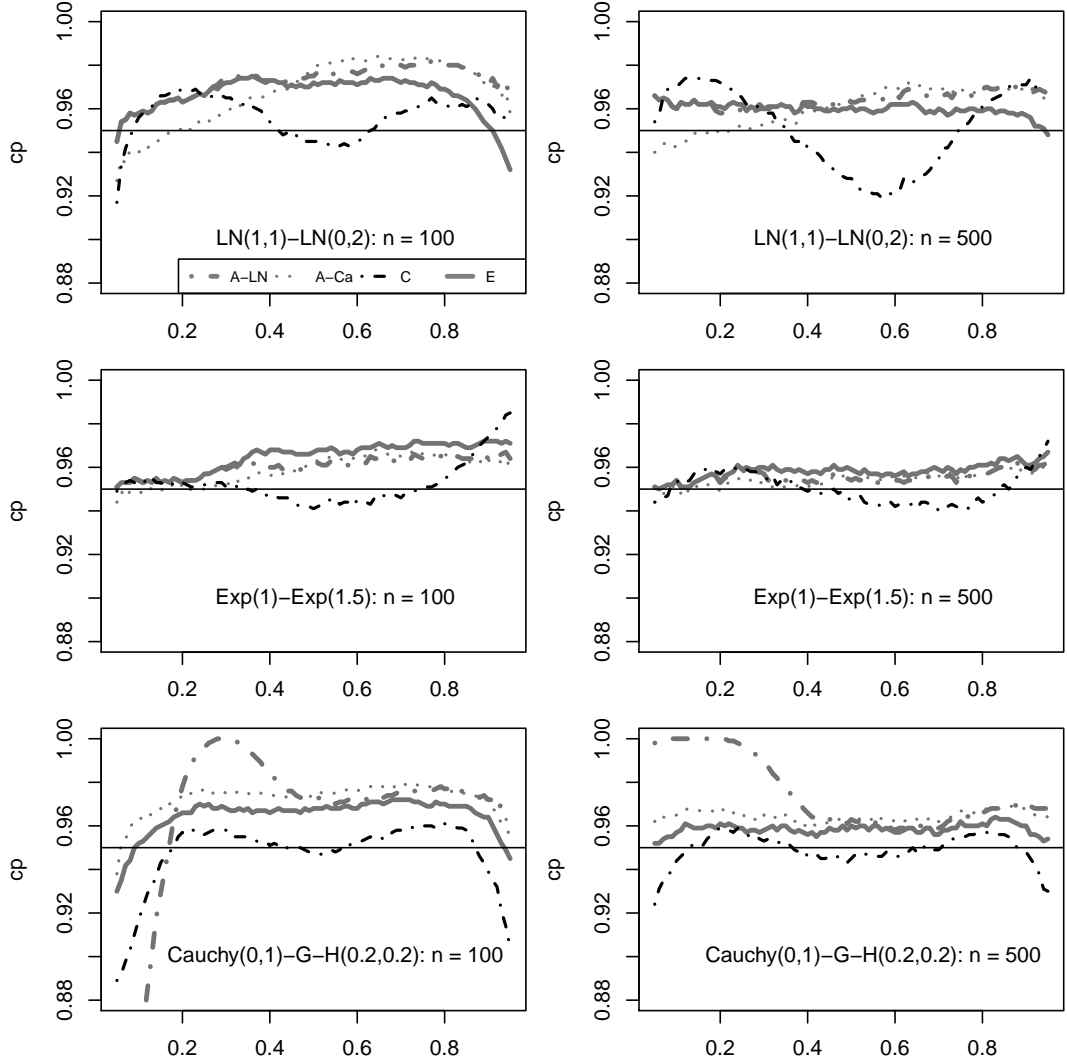 cp
1.00
0.96
0.92
0.88
LN(1,1)−LN(0,2): n = 100
A−LN
A−Ca
C
E
0.2 0.4 0.6 0.8
cp
1.00
0.96
0.92
0.88
LN(1,1)−LN(0,2): n = 500
0.2 0.4 0.6 0.8
cp
1.00
0.96
0.92
0.88
Exp(1)−Exp(1.5): n = 100
0.2 0.4 0.6 0.8
cp
1.00
0.96
0.92
0.88
Exp(1)−Exp(1.5): n = 500
0.2 0.4 0.6 0.8
cp
1.00
0.96
0.92
0.88
Cauchy(0,1)−G−H(0.2,0.2): n = 100
0.2 0.4 0.6 0.8
cp
1.00
0.96
0.92
0.88
Cauchy(0,1)−G−H(0.2,0.2): n = 500
0.2 0.4 0.6 0.8